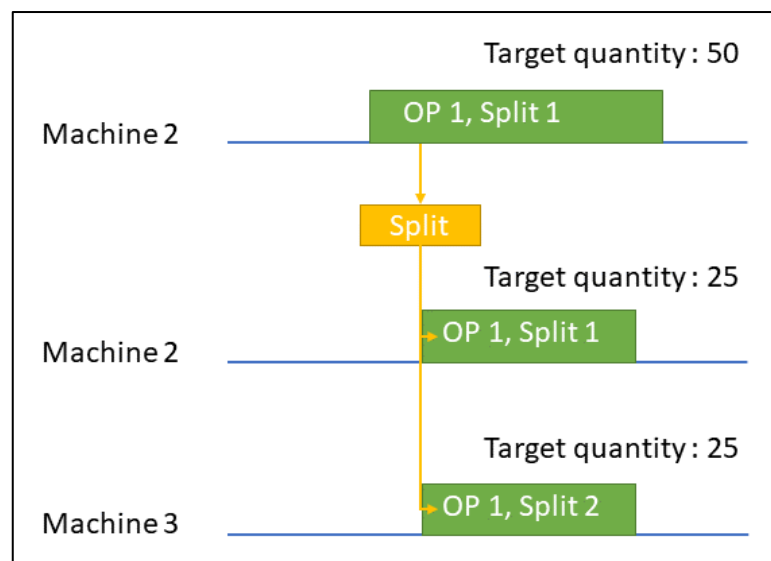 Target quantity : 50
OP 1, Split 1
Machine 2
Split
Target quantity : 25
OP 1, Split 1
Machine 2
Target quantity : 25
OP 1, Split 2
Machine 3